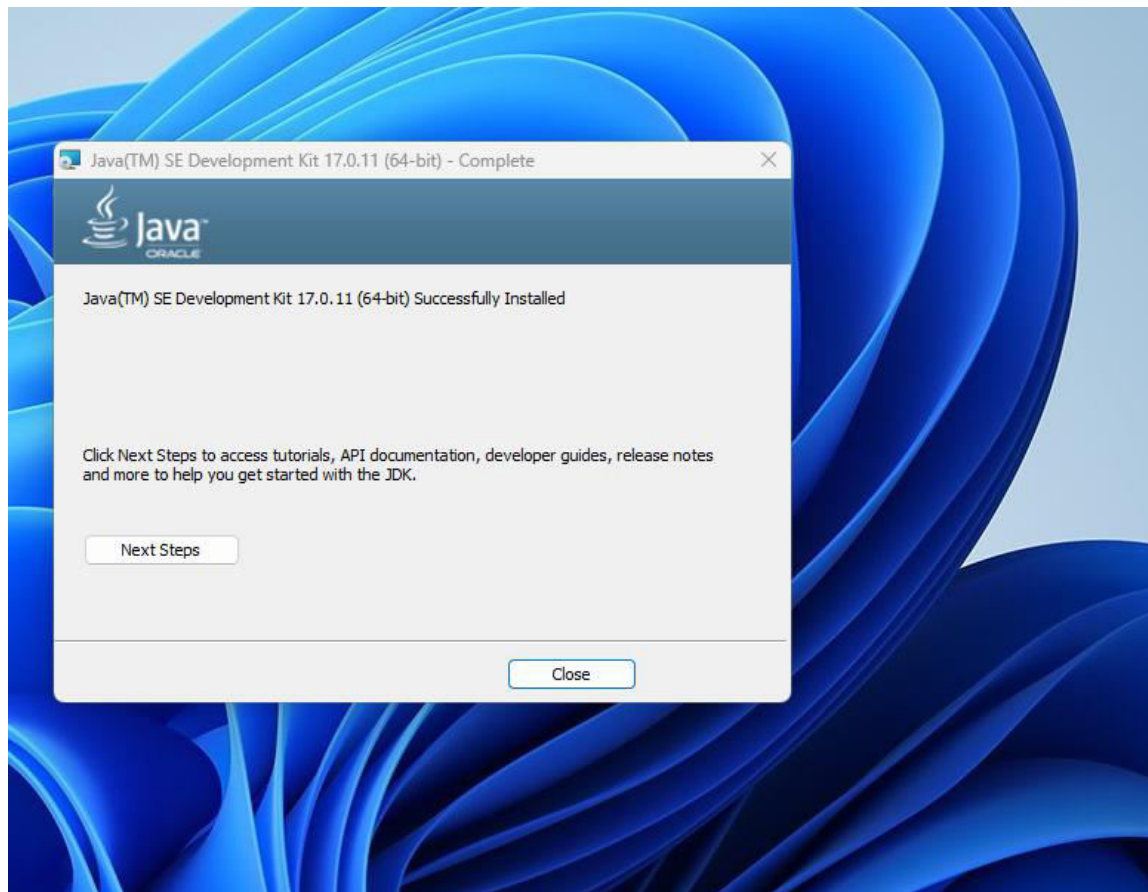 Java(TM) SE Development Kit 17.0.11 (64-bit) - Complete
Java™
ORACLE
Java(TM) SE Development Kit 17.0.11 (64-bit) Successfully Installed
Click Next Steps to access tutorials, API documentation, developer guides, release notes
and more to help you get started with the JDK.
Next Steps
Close